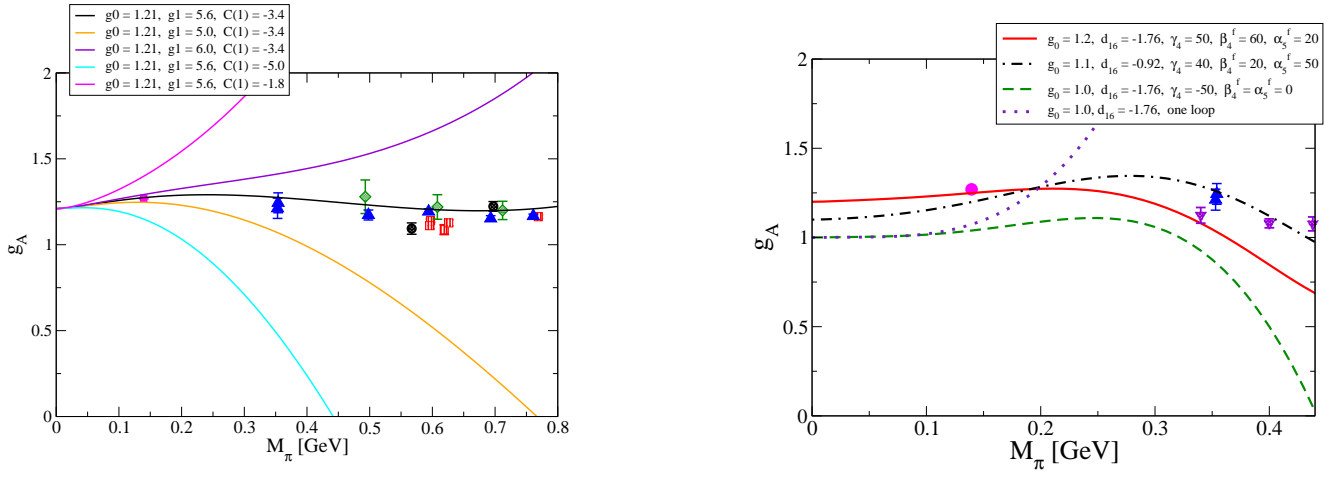 g0 = 1.21, g1 = 5.6, C(1) = -3.4
g0 = 1.21, g1 = 5.0, C(1) = -3.4
g0 = 1.21, g1 = 6.0, C(1) = -3.4
g0 = 1.21, g1 = 5.6, C(1) = -5.0
g0 = 1.21, g1 = 5.6, C(1) = -1.8
2
1.5
1
0.5
0
g_A
0 0.1 0.2 0.3 0.4 0.5 0.6 0.7 0.8
M_π [GeV]
g_0 = 1.2, d_16 = -1.76, γ_4 = 50, β_4^f = 60, α_5^f = 20
g_0 = 1.1, d_16 = -0.92, γ_4 = 40, β_4^f = 20, α_5^f = 50
g_0 = 1.0, d_16 = -1.76, γ_4 = -50, β_4^f = α_5^f = 0
g_0 = 1.0, d_16 = -1.76, one loop
2
1.5
1
0.5
0
g_A
0 0.1 0.2 0.3 0.4
M_π [GeV]